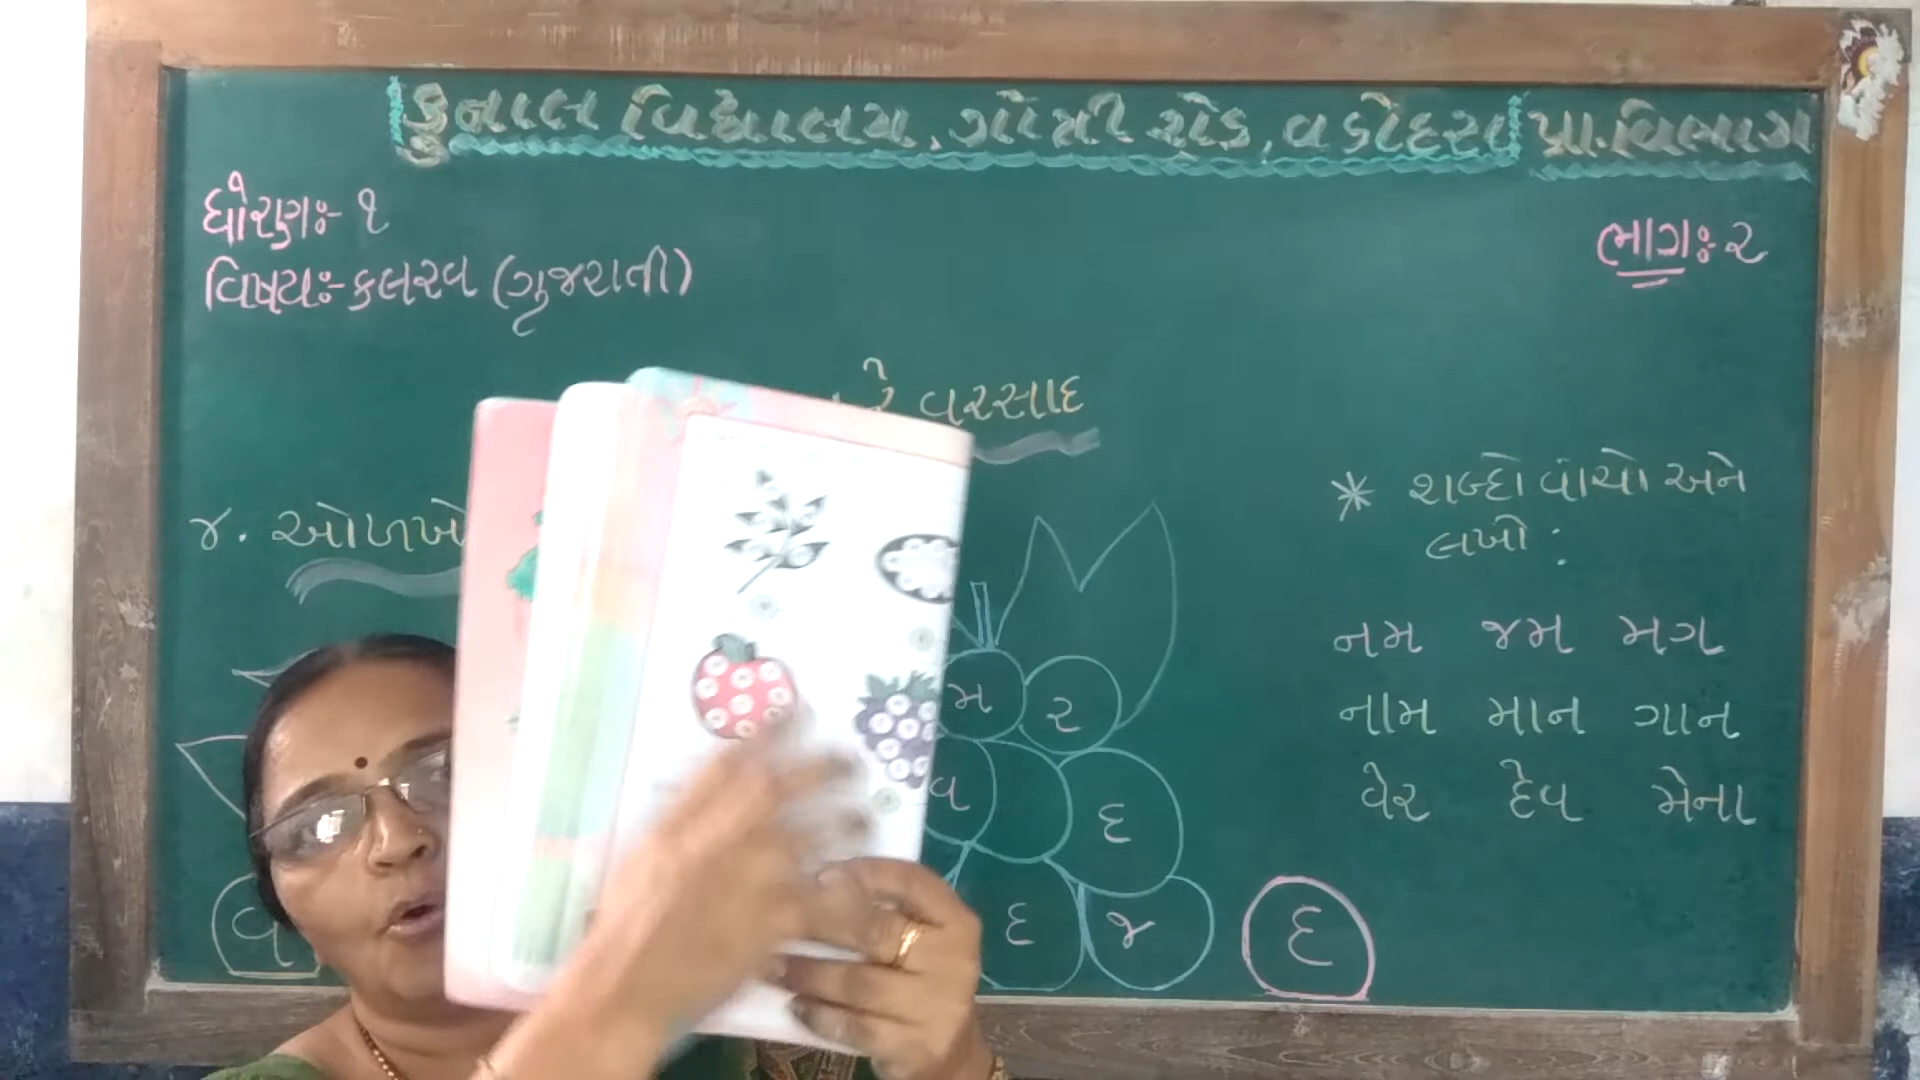 કુનાલ વિદ્યાલય, ગોત્રી રોડ, વડોદરા પ્રા.વિભાગ
ધોરણઃ- ૧
વિષયઃ- કલરવ (ગુજરાતી)
ભાગઃ- ૨
રે વરસાદ
૪. ઓળખો
* શબ્દો વાંચો અને
લખો :
નમ જમ મગ
નામ માન ગાન
વેર દેવ મેના
મ ર
વ દ
વ દ જ દ